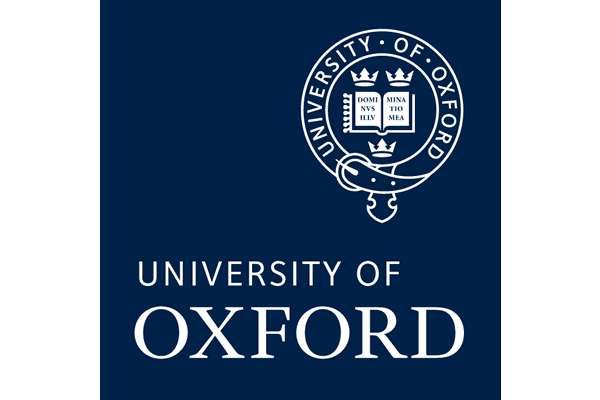 UNIVERSITY · OF · OXFORD
DOMI
NVS
ILLV
MINA
TIO
MEA
UNIVERSITY OF
OXFORD